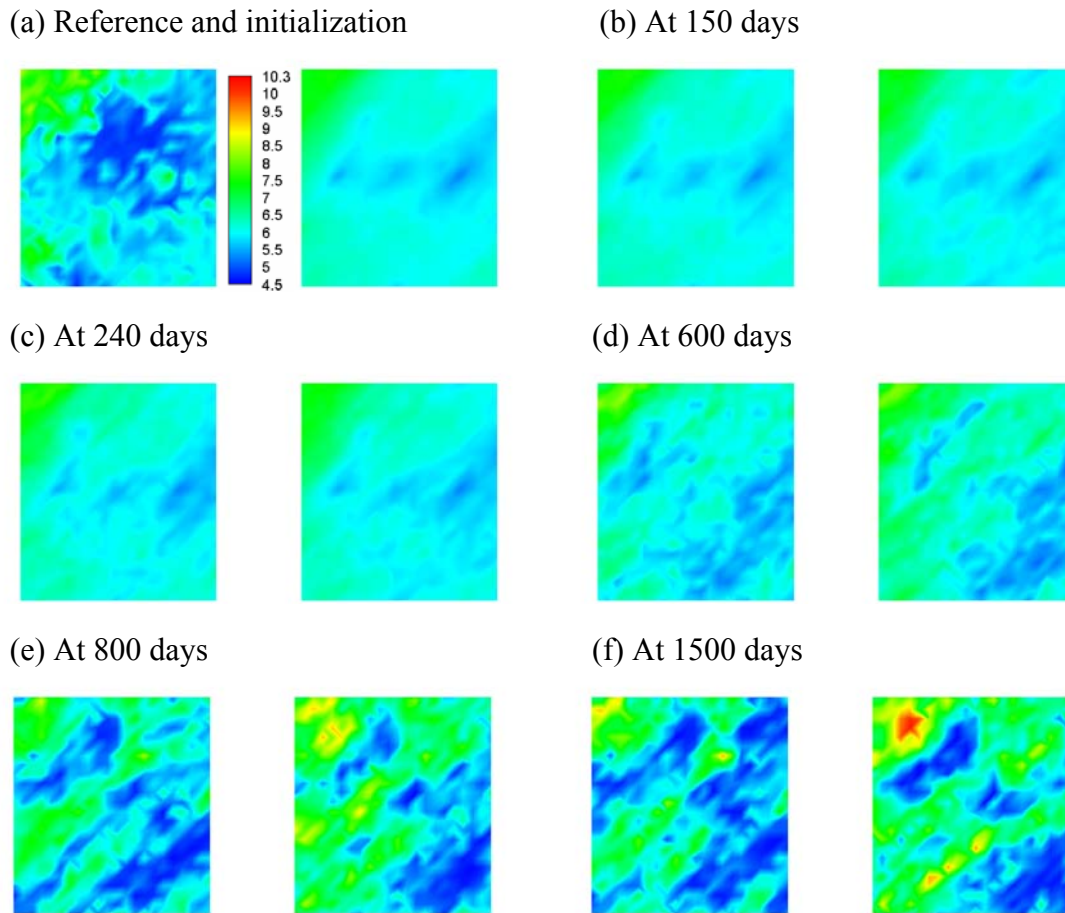 (a) Reference and initialization
(b) At 150 days
10.3
10
9.5
9
8.5
8
7.5
7
6.5
6
5.5
5
4.5
(c) At 240 days
(d) At 600 days
(e) At 800 days
(f) At 1500 days